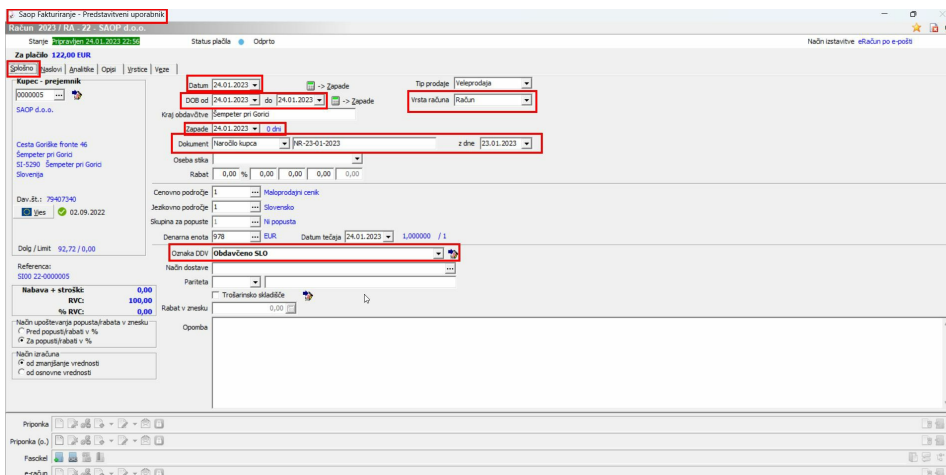 Saop Fakturiranje - Predstavitveni uporabnik
Račun 2023 / RA - 22 - SAOP d.o.o.
Stanje Pripravljen 24.01.2023 22:56 Status plačila Odprto Način izstavitve eRačun po e-pošti
Za plačilo 122,00 EUR
Splošno Naslovi Analitike Opisi Vrstice Veze
Kupec - prejemnik
0000005 ...
SAOP d.o.o.
Cesta Goriške fronte 46
Šempeter pri Gorici
SI-5290 Šempeter pri Gorici
Slovenija
Dav.št.: 79407340
Vies 02.09.2022
Dolg / Limit 92,72 / 0,00
Referenca:
SI00 22-0000005
Nabava + stroški: 0,00
RVC: 100,00
% RVC: 0,00
Način upoštevanja popusta/rabata v znesku
Pred popusti/rabati v %
Za popusti/rabati v %
Način izračuna
od zmanjšanje vrednosti
od osnovne vrednosti
Datum 24.01.2023 -> Zapade Tip prodaje Veleprodaja
DOB od 24.01.2023 do 24.01.2023 -> Zapade Vrsta računa Račun
Kraj obdavčitve Šempeter pri Gorici
Zapade 24.01.2023 0 dni
Dokument Naročilo kupca NR-23-01-2023 z dne 23.01.2023
Oseba stika
Rabat 0,00 % 0,00 0,00 0,00 0,00
Cenovno področje 1 ... Maloprodajni cenik
Jezikovno področje 1 ... Slovensko
Skupina za popuste 1 ... Ni popusta
Denarna enota 978 ... EUR Datum tečaja 24.01.2023 1,000000 / 1
Oznaka DDV Obdavčeno SLO
Način dostave ...
Pariteta
Trošarinsko skladišče
Rabat v znesku 0,00
Opomba
Priponka
Priponka (o.)
Fascikel
e-račun